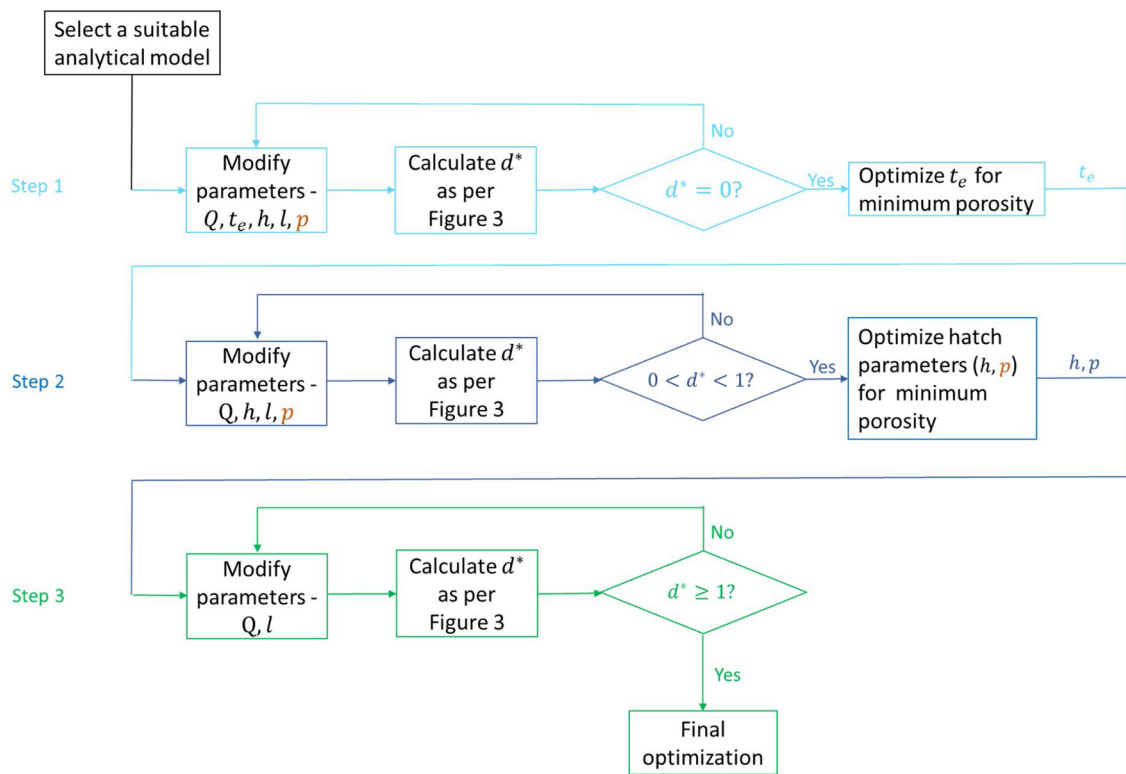 Select a suitable
analytical model
No
Step 1
Modify
parameters -
Q, t_e, h, l, p
Calculate d*
as per
Figure 3
d* = 0?
Yes
Optimize t_e for
minimum porosity
t_e
No
Step 2
Modify
parameters -
Q, h, l, p
Calculate d*
as per
Figure 3
0 < d* < 1?
Yes
Optimize hatch
parameters (h, p)
for minimum
porosity
h, p
No
Step 3
Modify
parameters -
Q, l
Calculate d*
as per
Figure 3
d* ≥ 1?
Yes
Final
optimization